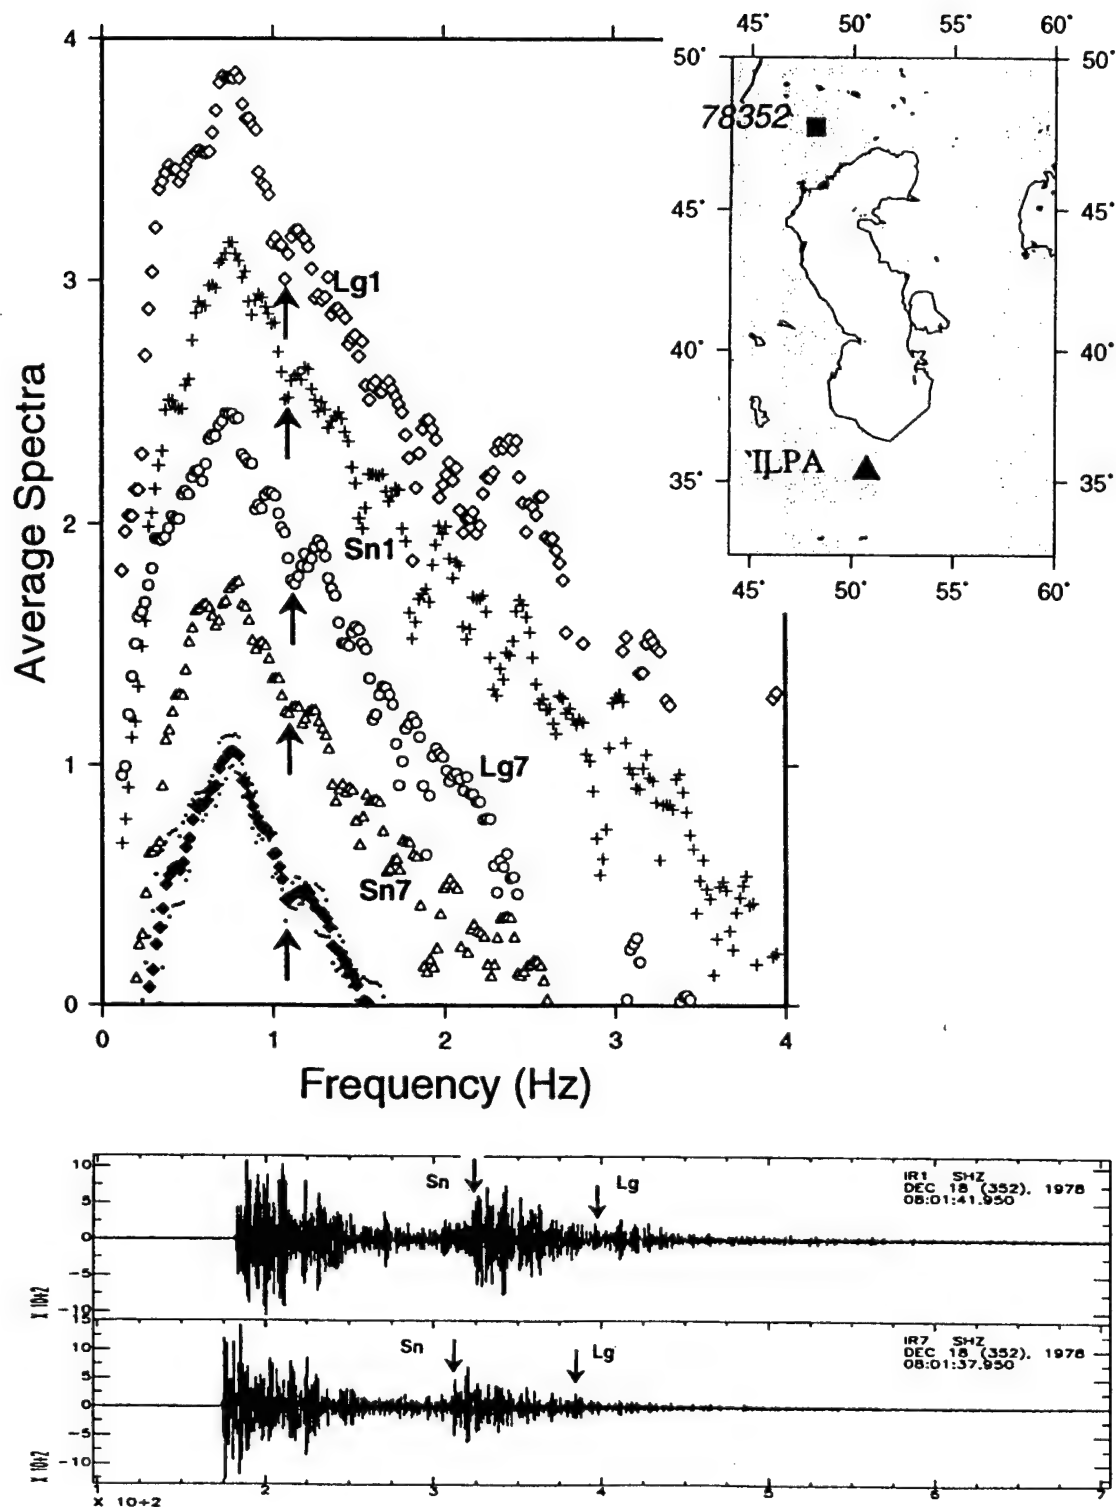 4
3
2
1
0
Average Spectra
0 1 2 3 4
Frequency (Hz)
Lg1
Sn1
Lg7
Sn7
45° 50° 55° 60°
50° 50°
78352
45° 45°
40° 40°
ILPA
35° 35°
45° 50° 55° 60°
10
5
0
-5
-10
X 10+2
Sn Lg
IR1 SHZ
DEC 18 (352), 1978
08:01:41.950
15
10
5
0
-5
-10
X 10+2
Sn Lg
IR7 SHZ
DEC 18 (352), 1978
08:01:37.950
X 10+2 2 3 4 5 6 7